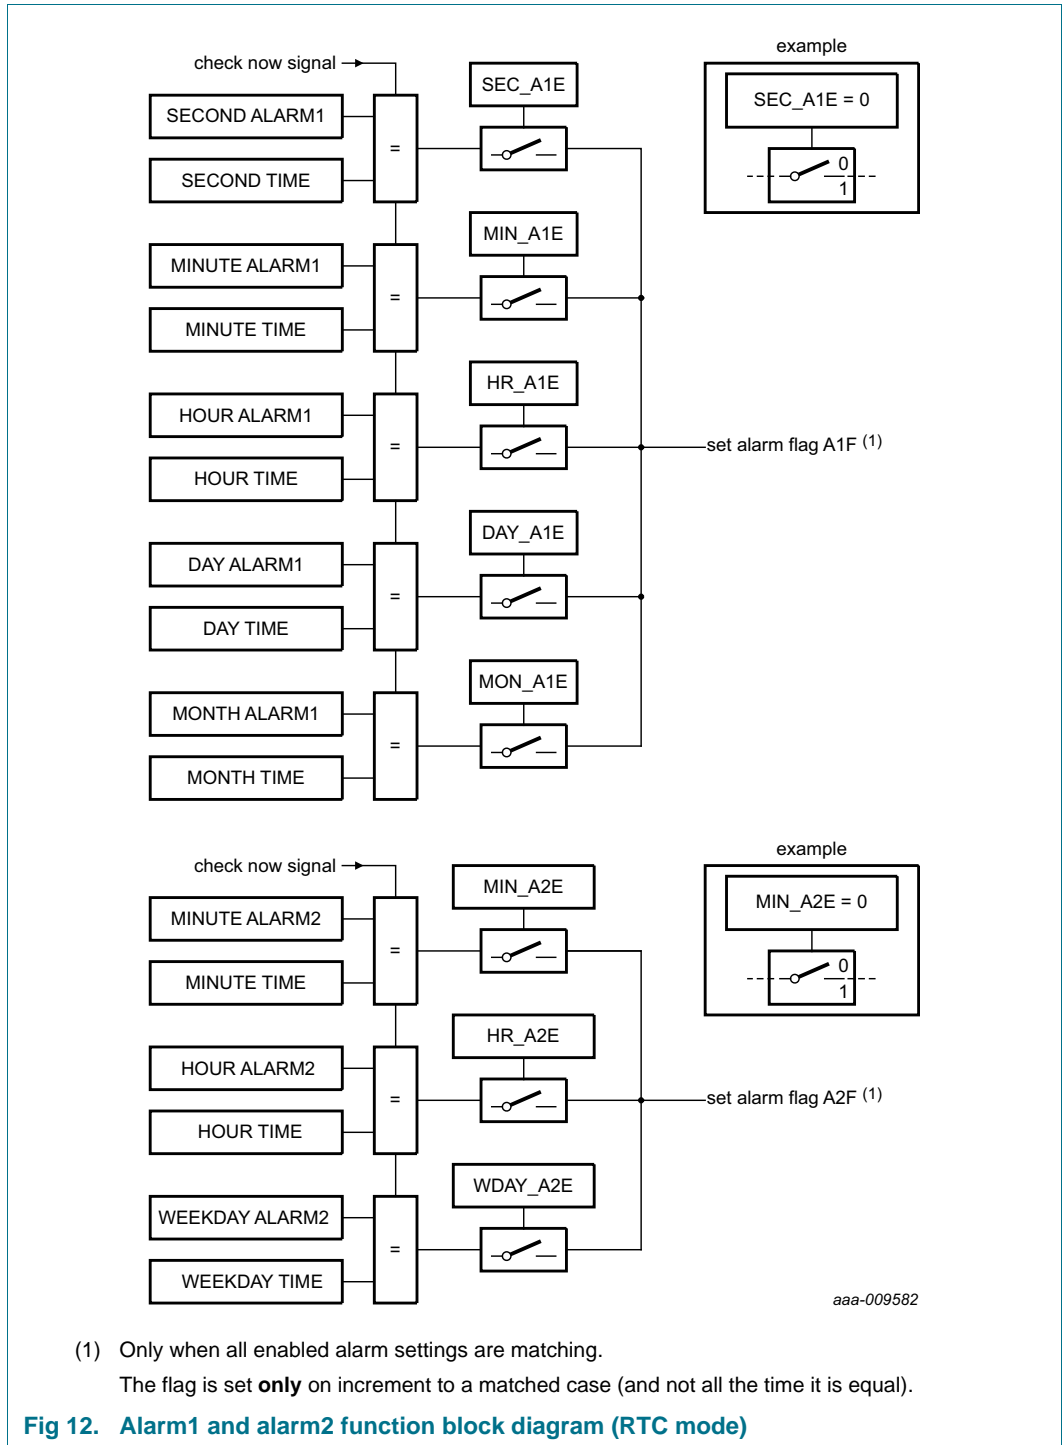 example
check now signal
SEC_A1E
SEC_A1E = 0
SECOND ALARM1
=
0
1
SECOND TIME
MIN_A1E
MINUTE ALARM1
=
MINUTE TIME
HR_A1E
HOUR ALARM1
=
set alarm flag A1F (1)
HOUR TIME
DAY_A1E
DAY ALARM1
=
DAY TIME
MON_A1E
MONTH ALARM1
=
MONTH TIME
example
check now signal
MIN_A2E
MIN_A2E = 0
MINUTE ALARM2
=
0
1
MINUTE TIME
HR_A2E
HOUR ALARM2
=
set alarm flag A2F (1)
HOUR TIME
WDAY_A2E
WEEKDAY ALARM2
=
WEEKDAY TIME
aaa-009582
(1) Only when all enabled alarm settings are matching.
The flag is set only on increment to a matched case (and not all the time it is equal).
Fig 12. Alarm1 and alarm2 function block diagram (RTC mode)